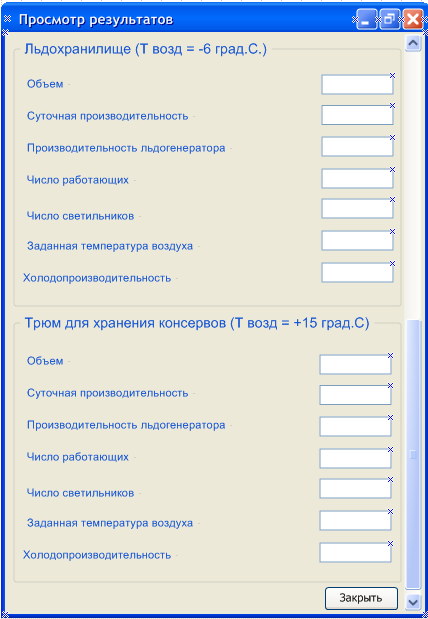 Просмотр результатов
Льдохранилище (Т возд = -6 град.С.)
Объем
Суточная производительность
Производительность льдогенератора
Число работающих
Число светильников
Заданная температура воздуха
Холодопроизводительность
Трюм для хранения консервов (Т возд = +15 град.С)
Объем
Суточная производительность
Производительность льдогенератора
Число работающих
Число светильников
Заданная температура воздуха
Холодопроизводительность
Закрыть